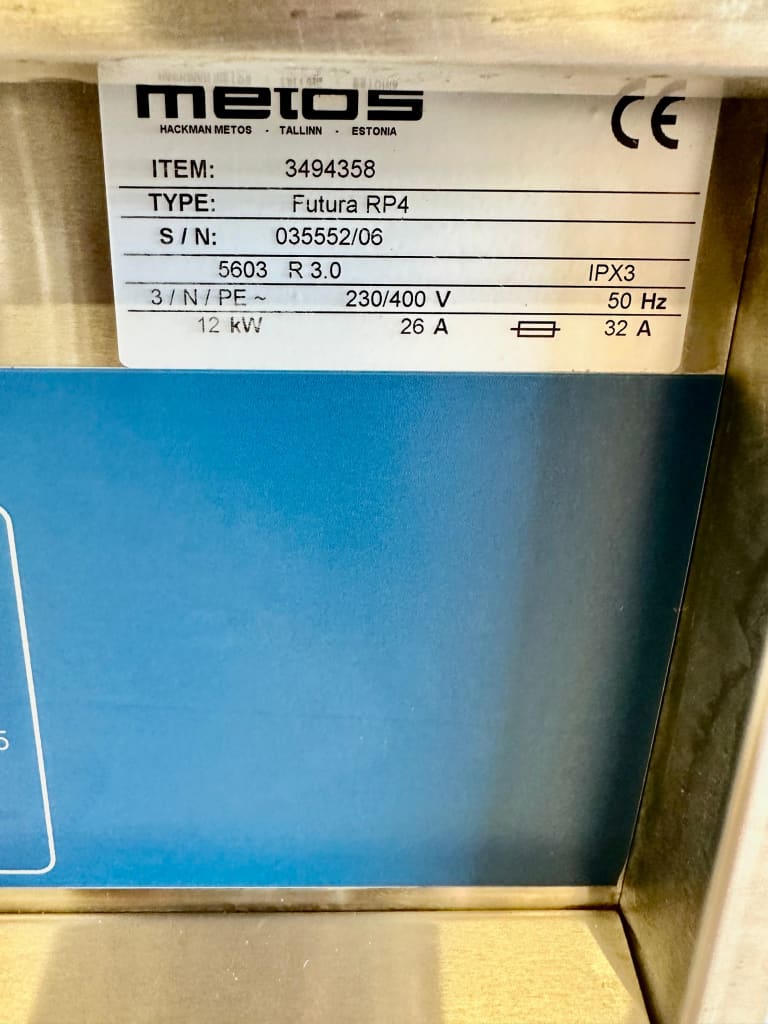 metos
HACKMAN METOS - TALLINN - ESTONIA
CE
ITEM: 3494358
TYPE: Futura RP4
S / N: 035552/06
5603 R 3.0 IPX3
3 / N / PE ~ 230/400 V 50 Hz
12 kW 26 A 32 A
5